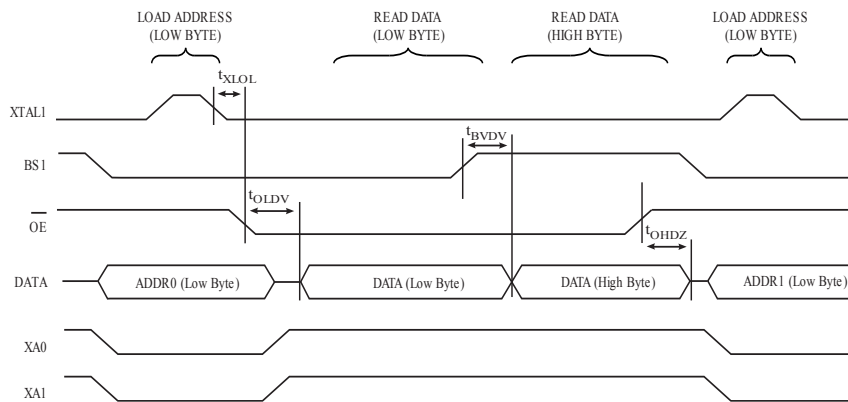 LOAD ADDRESS
(LOW BYTE)
READ DATA
(LOW BYTE)
READ DATA
(HIGH BYTE)
LOAD ADDRESS
(LOW BYTE)
tXLOL
XTAL1
tBVDV
BS1
tOLDV
OE
tOHDZ
DATA
ADDR0 (Low Byte)
DATA (Low Byte)
DATA (High Byte)
ADDR1 (Low Byte)
XA0
XA1